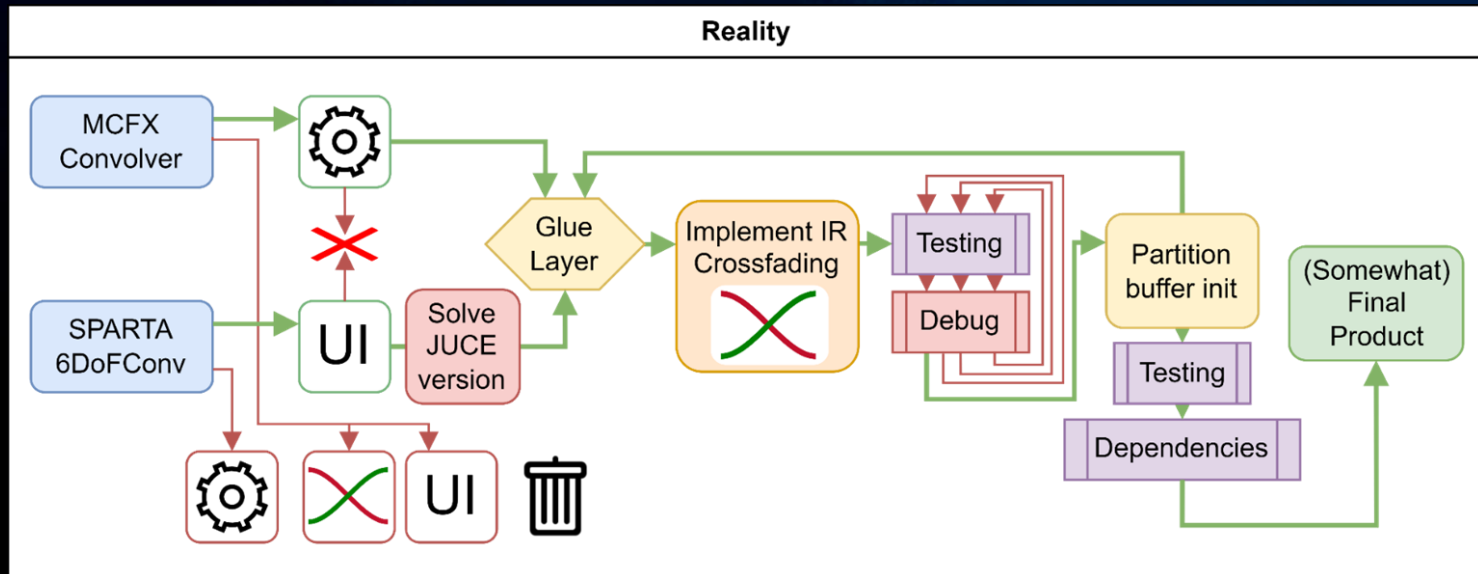 Reality
MCFX
Convolver
SPARTA
6DoFConv
UI
Solve
JUCE
version
Glue
Layer
Implement IR
Crossfading
Testing
Debug
Partition
buffer init
Testing
Dependencies
(Somewhat)
Final
Product
UI